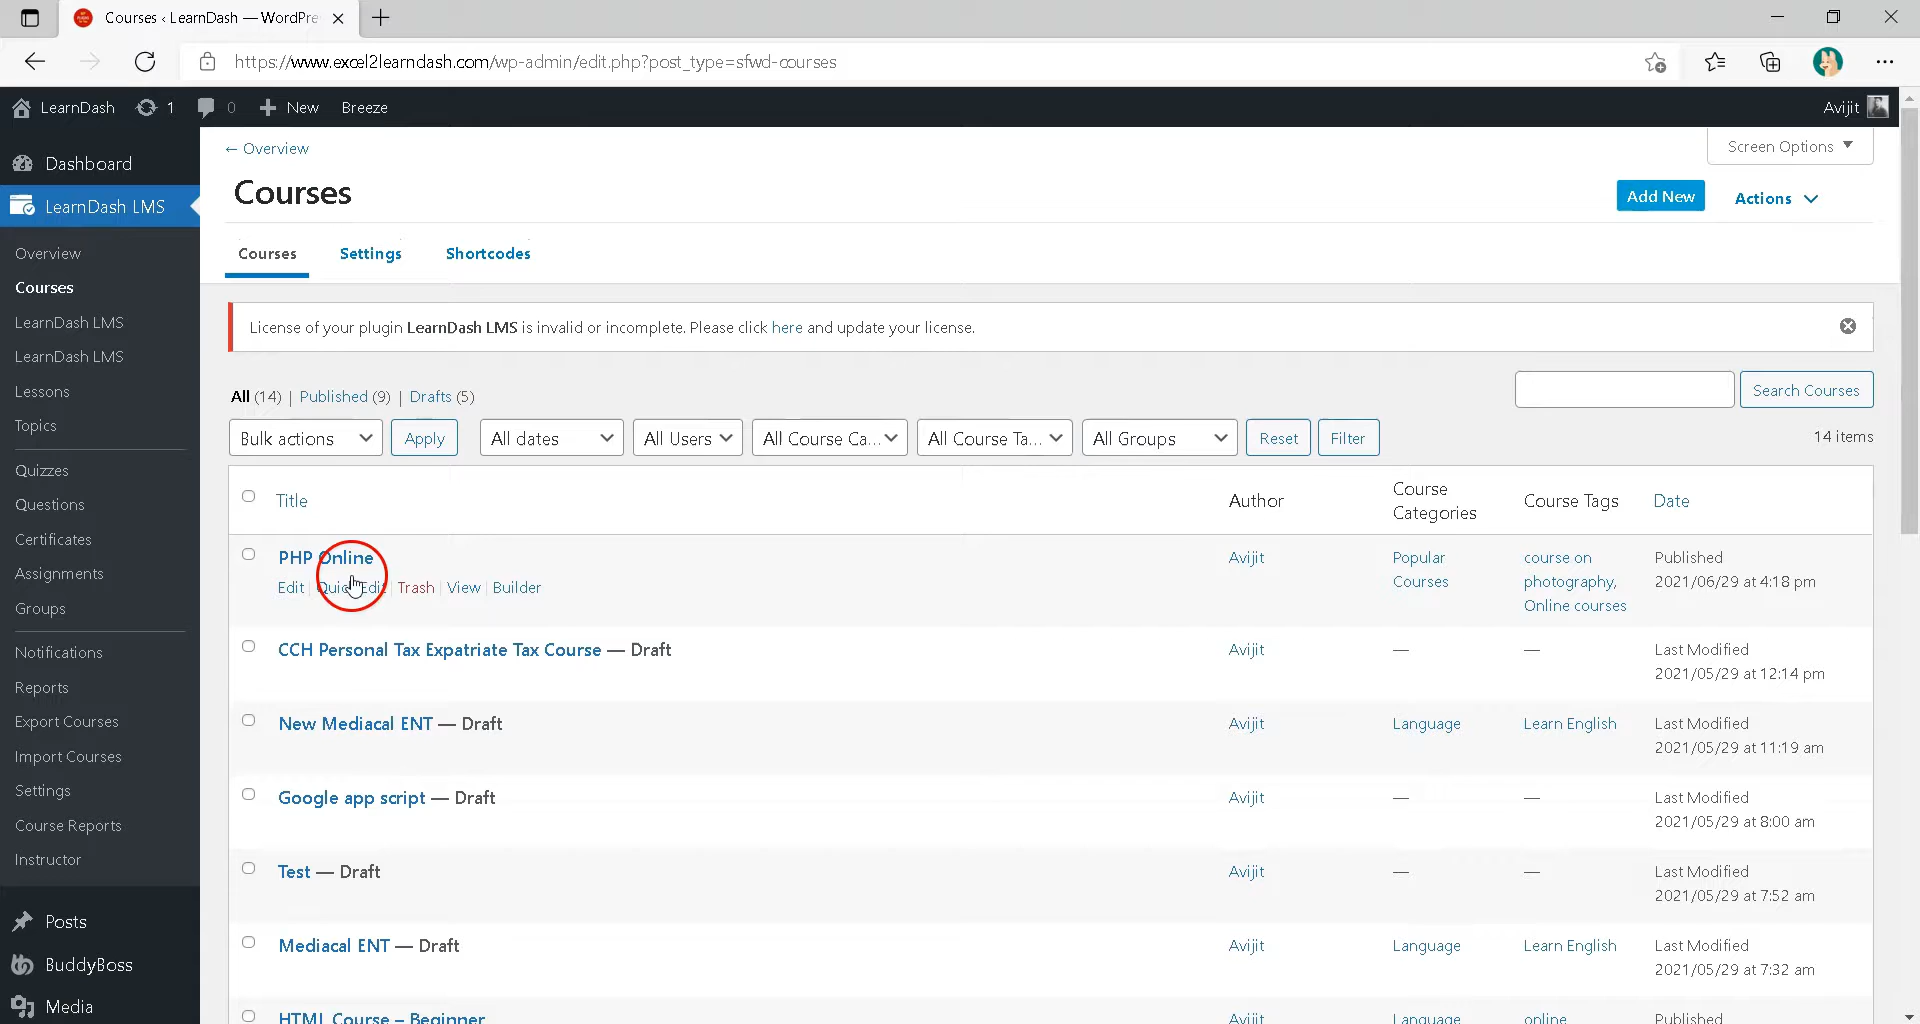 Courses ‹ LearnDash — WordPre
https://www.excel2learndash.com/wp-admin/edit.php?post_type=sfwd-courses
LearnDash 1 0 New Breeze Avijit
Dashboard
LearnDash LMS
Overview
Courses
LearnDash LMS
LearnDash LMS
Lessons
Topics
Quizzes
Questions
Certificates
Assignments
Groups
Notifications
Reports
Export Courses
Import Courses
Settings
Course Reports
Instructor
Posts
BuddyBoss
Media
← Overview
Screen Options
Courses
Add New Actions
Courses Settings Shortcodes
License of your plugin LearnDash LMS is invalid or incomplete. Please click here and update your license.
All (14) | Published (9) | Drafts (5)
Search Courses
Bulk actions Apply All dates All Users All Course Ca... All Course Ta... All Groups Reset Filter 14 items
Title Author Course Categories Course Tags Date
PHP Online Avijit Popular Courses course on photography, Online courses Published 2021/06/29 at 4:18 pm
Edit | Quick Edit | Trash | View | Builder
CCH Personal Tax Expatriate Tax Course — Draft Avijit — — Last Modified 2021/05/29 at 12:14 pm
New Mediacal ENT — Draft Avijit Language Learn English Last Modified 2021/05/29 at 11:19 am
Google app script — Draft Avijit — — Last Modified 2021/05/29 at 8:00 am
Test — Draft Avijit — — Last Modified 2021/05/29 at 7:52 am
Mediacal ENT — Draft Avijit Language Learn English Last Modified 2021/05/29 at 7:32 am
HTML Course – Beginner Avijit Language online Published